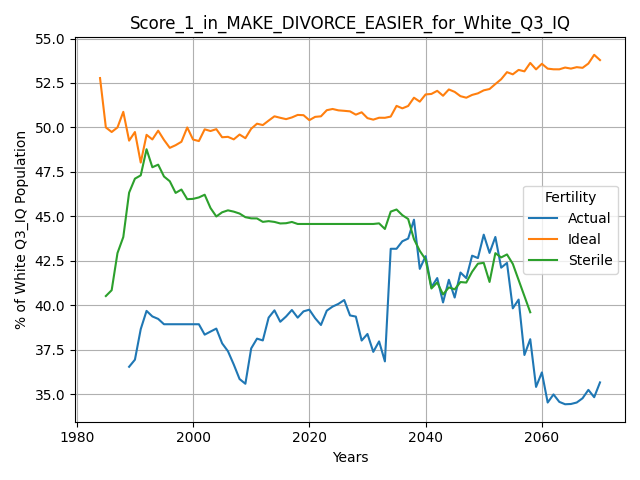 Score_1_in_MAKE_DIVORCE_EASIER_for_White_Q3_IQ
55.0
52.5
50.0
47.5
45.0
42.5
40.0
37.5
35.0
% of White Q3_IQ Population
Fertility
Actual
Ideal
Sterile
1980
2000
2020
2040
2060
Years